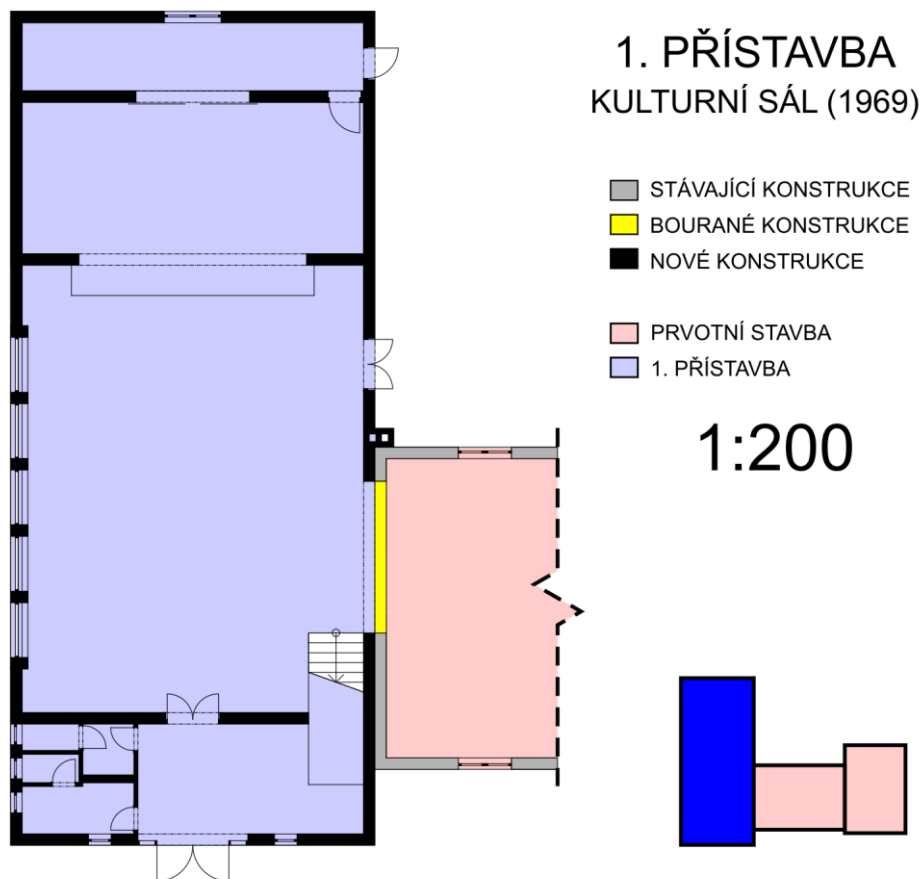 1. PŘÍSTAVBA
KULTURNÍ SÁL (1969)
STÁVAJÍCÍ KONSTRUKCE
BOURANÉ KONSTRUKCE
NOVÉ KONSTRUKCE
PRVOTNÍ STAVBA
1. PŘÍSTAVBA
1:200